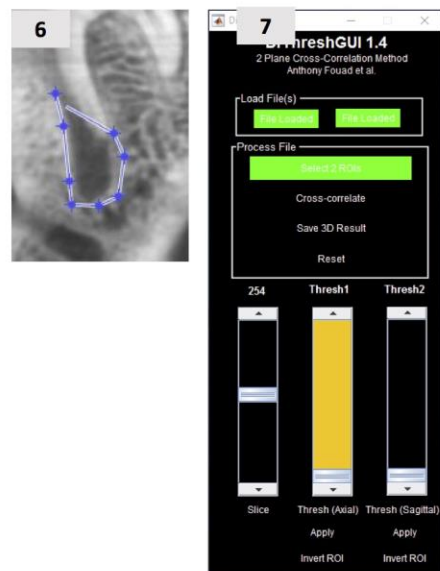 6
7
DiThreshGUI 1.4
2 Plane Cross-Correlation Method
Anthony Fouad et al.
Load File(s)
File Loaded File Loaded
Process File
Select 2 ROIs
Cross-correlate
Save 3D Result
Reset
254 Thresh1 Thresh2
Slice Thresh (Axial) Thresh (Sagittal)
Apply Apply
Invert ROI Invert ROI